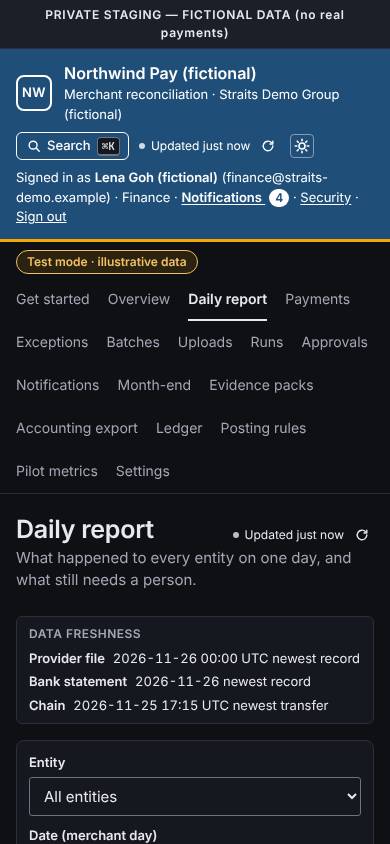 PRIVATE STAGING — FICTIONAL DATA (no real
payments)
NW
Northwind Pay (fictional)
Merchant reconciliation · Straits Demo Group
(fictional)
Search ⌘K Updated just now
Signed in as Lena Goh (fictional) (finance@straits-
demo.example) · Finance · Notifications 4 · Security ·
Sign out
Test mode · illustrative data
Get started Overview Daily report Payments
Exceptions Batches Uploads Runs Approvals
Notifications Month-end Evidence packs
Accounting export Ledger Posting rules
Pilot metrics Settings
Daily report Updated just now
What happened to every entity on one day, and
what still needs a person.
DATA FRESHNESS
Provider file 2026-11-26 00:00 UTC newest record
Bank statement 2026-11-26 newest record
Chain 2026-11-25 17:15 UTC newest transfer
Entity
All entities
Date (merchant day)